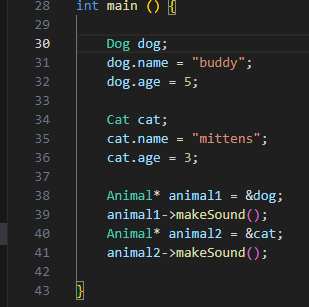 28 int main () {
29
30 Dog dog;
31 dog.name = "buddy";
32 dog.age = 5;
33
34 Cat cat;
35 cat.name = "mittens";
36 cat.age = 3;
37
38 Animal* animal1 = &dog;
39 animal1->makeSound();
40 Animal* animal2 = &cat;
41 animal2->makeSound();
42
43 }